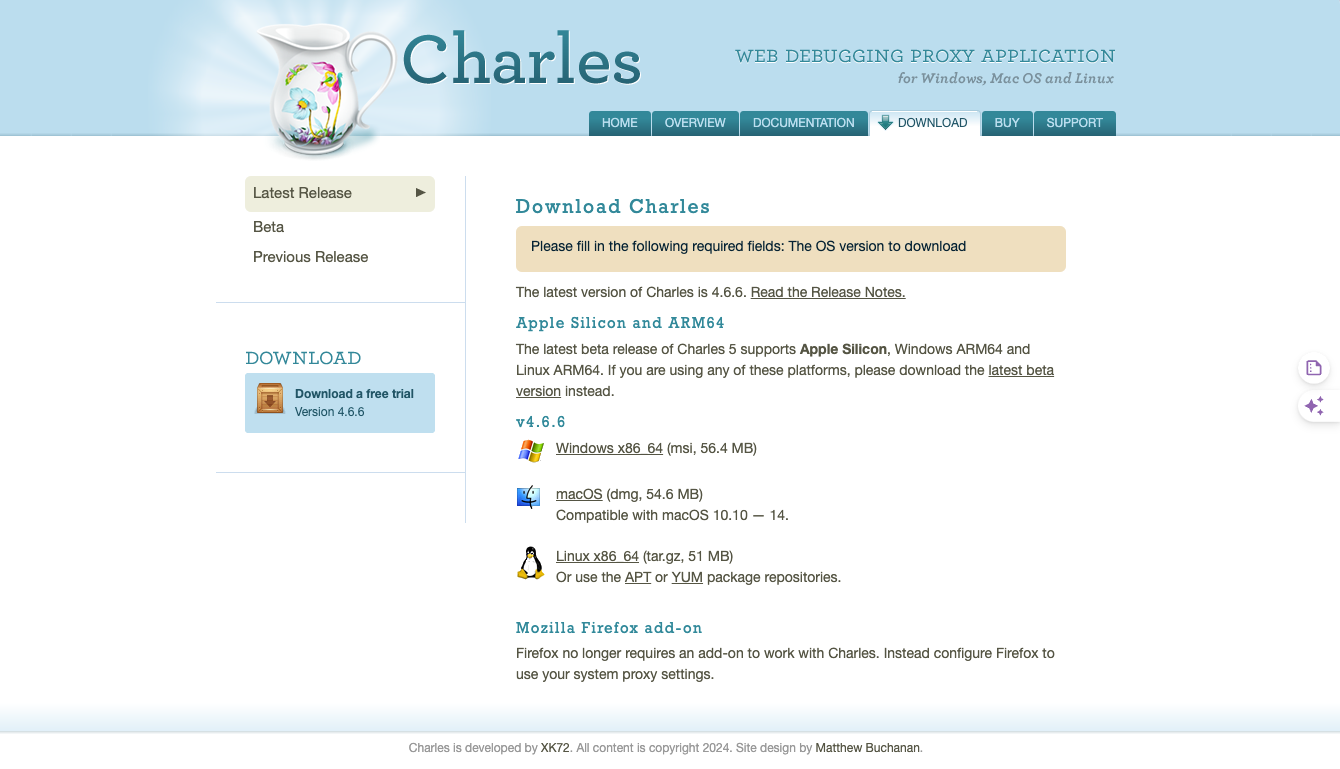 Charles
WEB DEBUGGING PROXY APPLICATION
for Windows, Mac OS and Linux
HOME
OVERVIEW
DOCUMENTATION
DOWNLOAD
BUY
SUPPORT
Latest Release
Beta
Previous Release
DOWNLOAD
Download a free trial
Version 4.6.6
Download Charles
Please fill in the following required fields: The OS version to download
The latest version of Charles is 4.6.6. Read the Release Notes.
Apple Silicon and ARM64
The latest beta release of Charles 5 supports Apple Silicon, Windows ARM64 and
Linux ARM64. If you are using any of these platforms, please download the latest beta
version instead.
v4.6.6
Windows x86_64 (msi, 56.4 MB)
macOS (dmg, 54.6 MB)
Compatible with macOS 10.10 — 14.
Linux x86_64 (tar.gz, 51 MB)
Or use the APT or YUM package repositories.
Mozilla Firefox add-on
Firefox no longer requires an add-on to work with Charles. Instead configure Firefox to
use your system proxy settings.
Charles is developed by XK72. All content is copyright 2024. Site design by Matthew Buchanan.